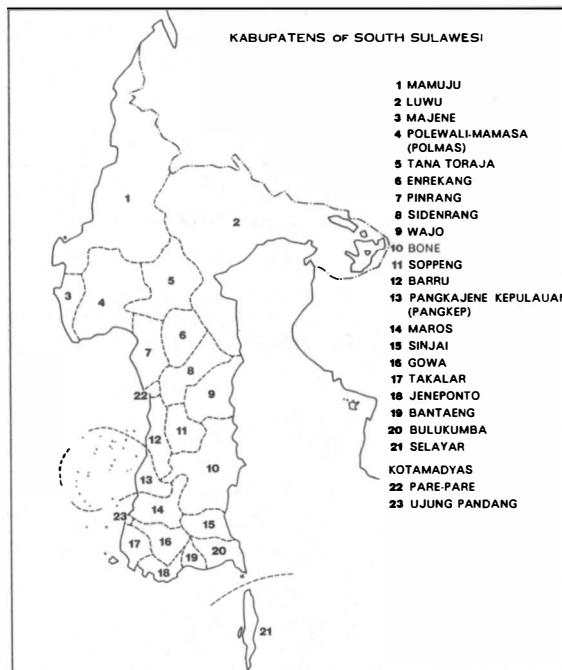 KABUPATENS OF SOUTH SULAWESI
1 MAMUJU
2 LUWU
3 MAJENE
4 POLEWALI-MAMASA
(POLMAS)
5 TANA TORAJA
6 ENREKANG
7 PINRANG
8 SIDENRANG
9 WAJO
10 BONE
11 SOPPENG
12 BARRU
13 PANGKAJENE KEPULAUAN
(PANGKEP)
14 MAROS
15 SINJAI
16 GOWA
17 TAKALAR
18 JENEPONTO
19 BANTAENG
20 BULUKUMBA
21 SELAYAR
KOTAMADYAS
22 PARE-PARE
23 UJUNG PANDANG
1
2
3
4
5
6
7
8
22
9
11
12
10
13
14
23
15
16
17
18
19
20
21